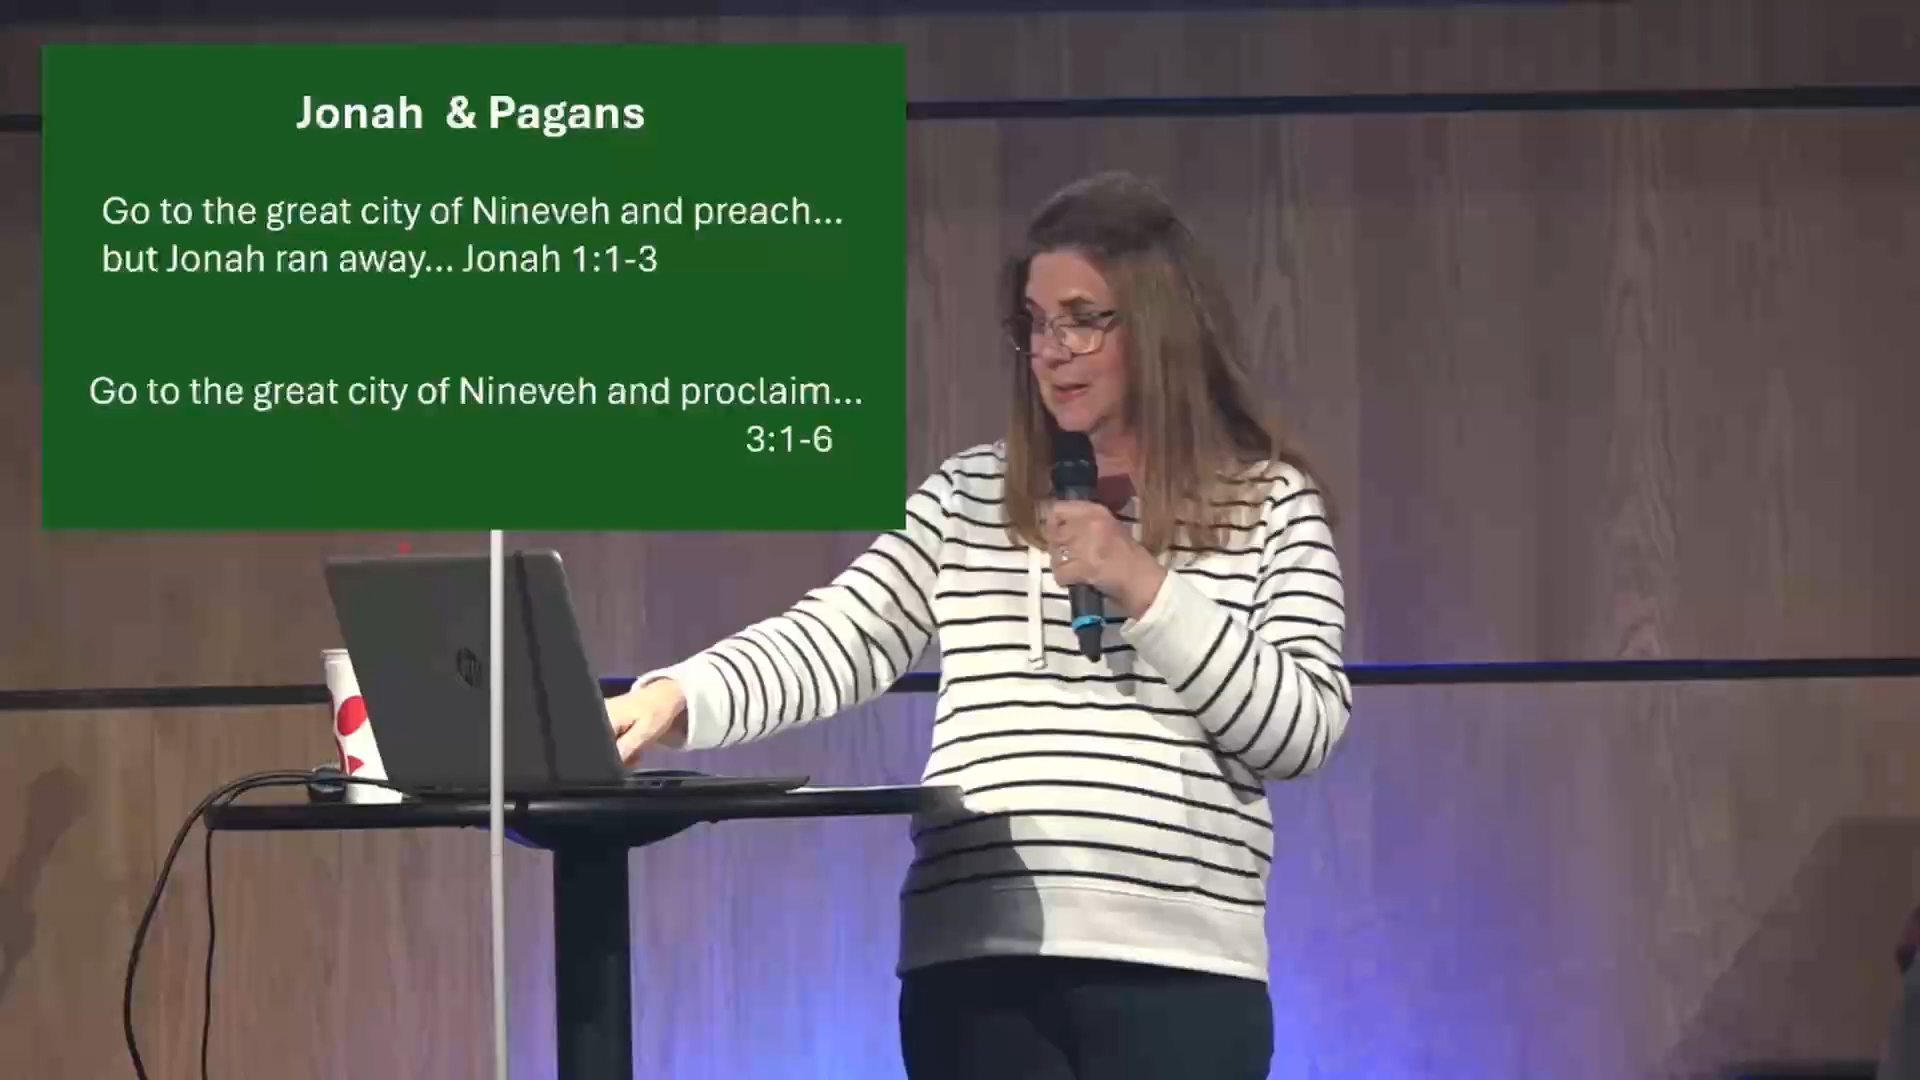 Jonah & Pagans
Go to the great city of Nineveh and preach...
but Jonah ran away... Jonah 1:1-3
Go to the great city of Nineveh and proclaim...
3:1-6
hp